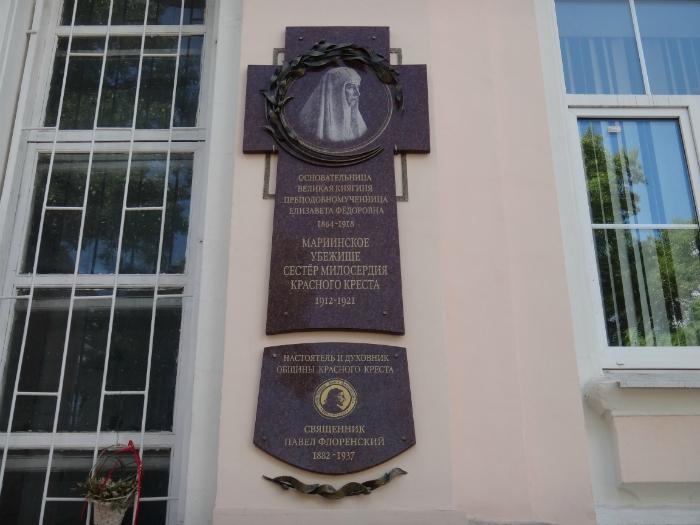 ОСНОВАТЕЛЬНИЦА
ВЕЛИКАЯ КНЯГИНЯ
ПРЕПОДОБНОМУЧЕННИЦА
ЕЛИЗАВЕТА ФЁДОРОВНА
1864-1918
МАРИИНСКОЕ
УБЕЖИЩЕ
СЕСТЁР МИЛОСЕРДИЯ
КРАСНОГО КРЕСТА
1912-1921
НАСТОЯТЕЛЬ И ДУХОВНИК
ОБЩИНЫ КРАСНОГО КРЕСТА
СВЯЩЕННИК
ПАВЕЛ ФЛОРЕНСКИЙ
1882-1937